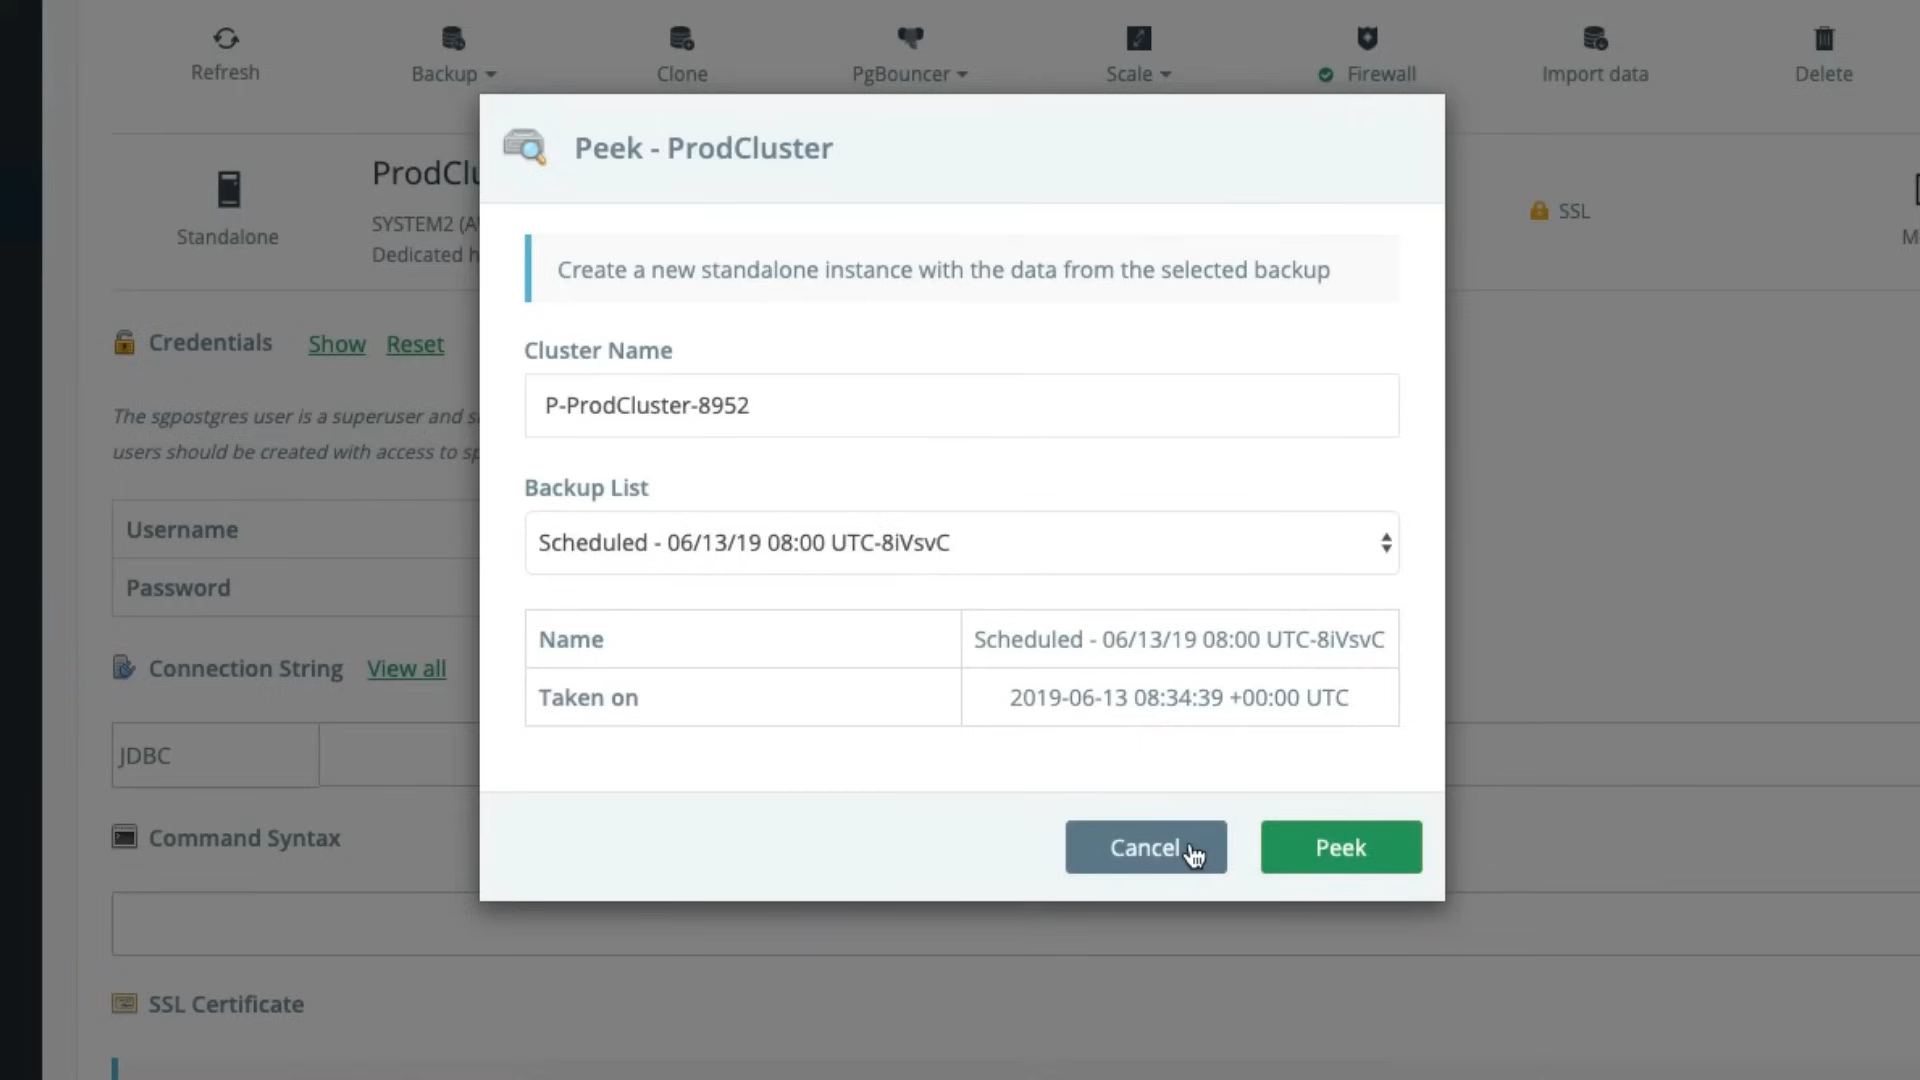 Refresh
Backup
Clone
PgBouncer
Scale
Firewall
Import data
Delete
Peek - ProdCluster
Standalone
ProdClu
SYSTEM2 (A
Dedicated h
SSL
M
Create a new standalone instance with the data from the selected backup
Credentials Show Reset
Cluster Name
P-ProdCluster-8952
The sgpostgres user is a superuser and s
users should be created with access to sp
Backup List
Scheduled - 06/13/19 08:00 UTC-8iVsvC
Username
Password
Name Scheduled - 06/13/19 08:00 UTC-8iVsvC
Taken on 2019-06-13 08:34:39 +00:00 UTC
Connection String View all
JDBC
Command Syntax
Cancel Peek
SSL Certificate